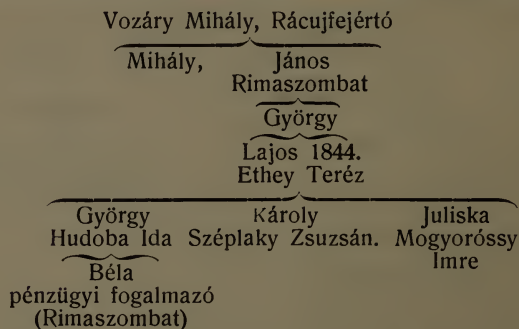 Vozáry Mihály, Rácujfejértó
Mihály, János
Rimaszombat
György
Lajos 1844.
Ethey Teréz
György Károly Juliska
Hudoba Ida Széplaky Zsuzsán. Mogyoróssy
Imre
Béla
pénzügyi fogalmazó
(Rimaszombat)